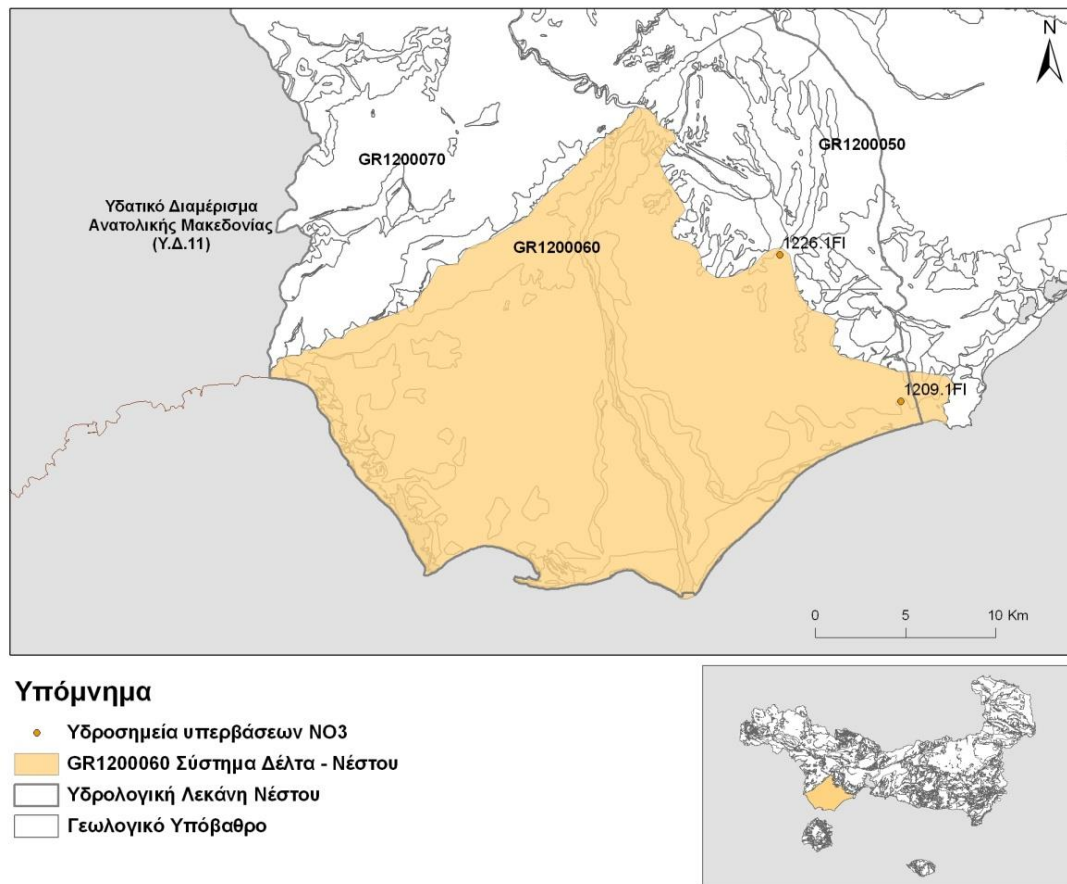 N
GR1200070
GR1200050
Υδατικό Διαμέρισμα
Ανατολικής Μακεδονίας
(Υ.Δ.11)
GR1200060
1226.1FI
1209.1FI
0 5 10 Km
Υπόμνημα
Υδροσημεία υπερβάσεων NO3
GR1200060 Σύστημα Δέλτα - Νέστου
Υδρολογική Λεκάνη Νέστου
Γεωλογικό Υπόβαθρο